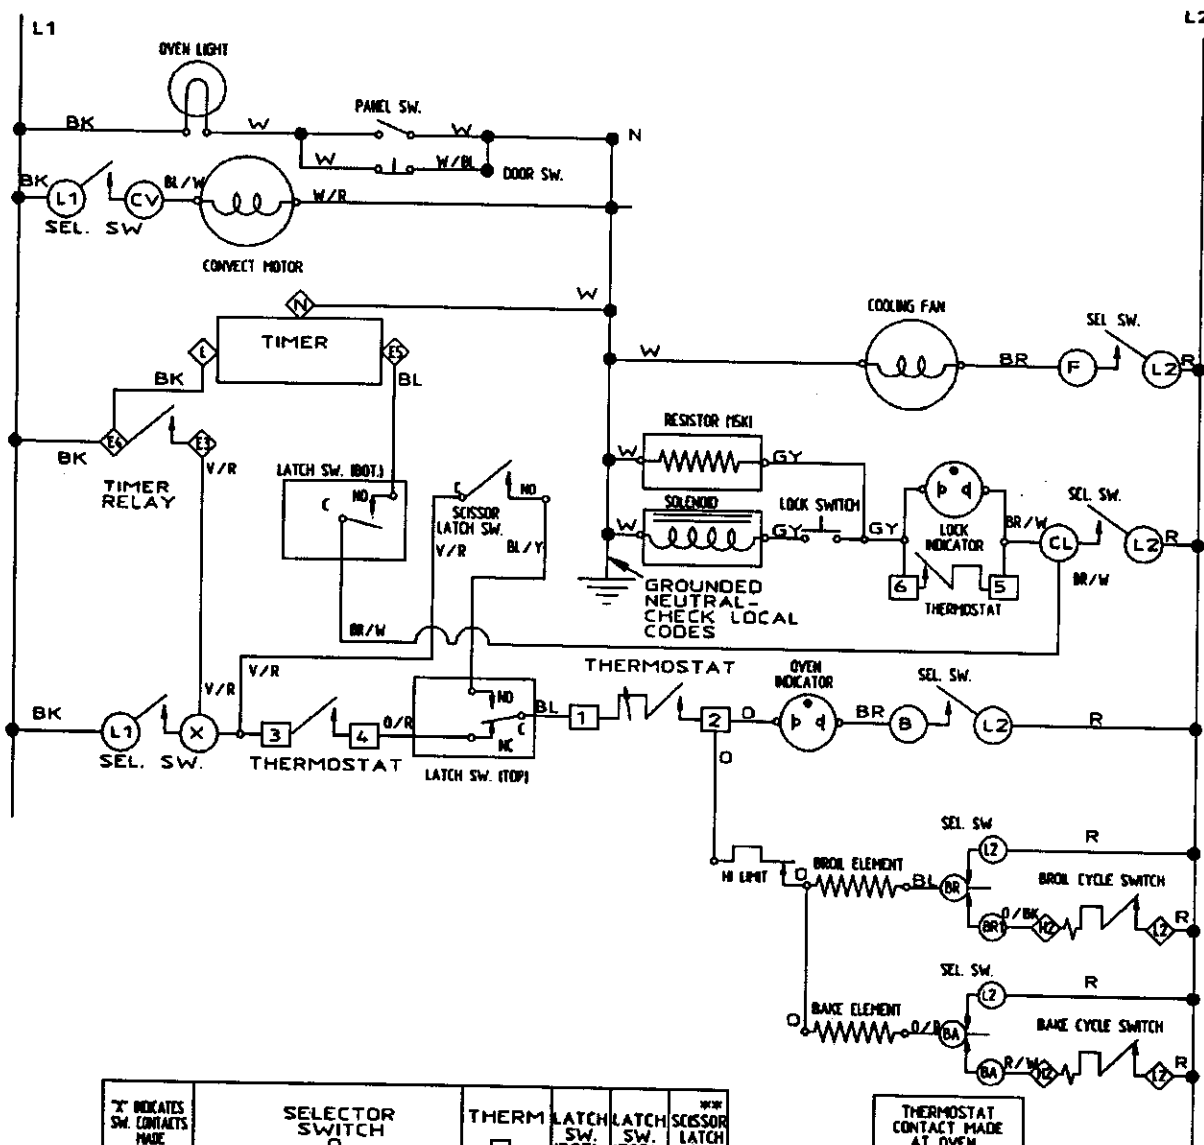 L1
L2
OVEN LIGHT
BK
W
PANEL SW.
W
N
W
W/BL
DOOR SW.
BK
L1
CV
BL/W
W/R
SEL. SW
CONVECT MOTOR
N
W
TIMER
L
E5
BK
BL
COOLING FAN
SEL SW.
W
BR
F
L2
R
BK
E4
E3
V/R
TIMER
RELAY
LATCH SW. (BOT.)
C
NO
C
NO
SCISSOR
LATCH SW.
V/R
BL/Y
RESISTOR (15K)
W
GY
SOLENOID
W
GY
LOCK SWITCH
GY
LOCK
INDICATOR
BR/W
SEL. SW.
CL
L2
R
BR/W
6
5
THERMOSTAT
GROUNDED
NEUTRAL-
CHECK LOCAL
CODES
BR/W
V/R
V/R
THERMOSTAT
OVEN
INDICATOR
SEL. SW.
BK
L1
X
3
4
O/R
NO
C
NC
BL
1
2
O
BR
B
L2
R
SEL. SW.
THERMOSTAT
LATCH SW. (TOP)
O
SEL. SW
L2
R
HI LIMIT
O
BROIL ELEMENT
BL
BR
BROIL CYCLE SWITCH
BR1
O/BK
H2
L2
R
SEL. SW.
L2
R
O
BAKE ELEMENT
O/R
BA
BAKE CYCLE SWITCH
BA
R/W
H2
L2
R
"X" INDICATES
SW. CONTACTS
MADE
SELECTOR
SWITCH
THERM
LATCH
SW.
LATCH
SW.
**
SCISSOR
LATCH
THERMOSTAT
CONTACT MADE
AT OVEN